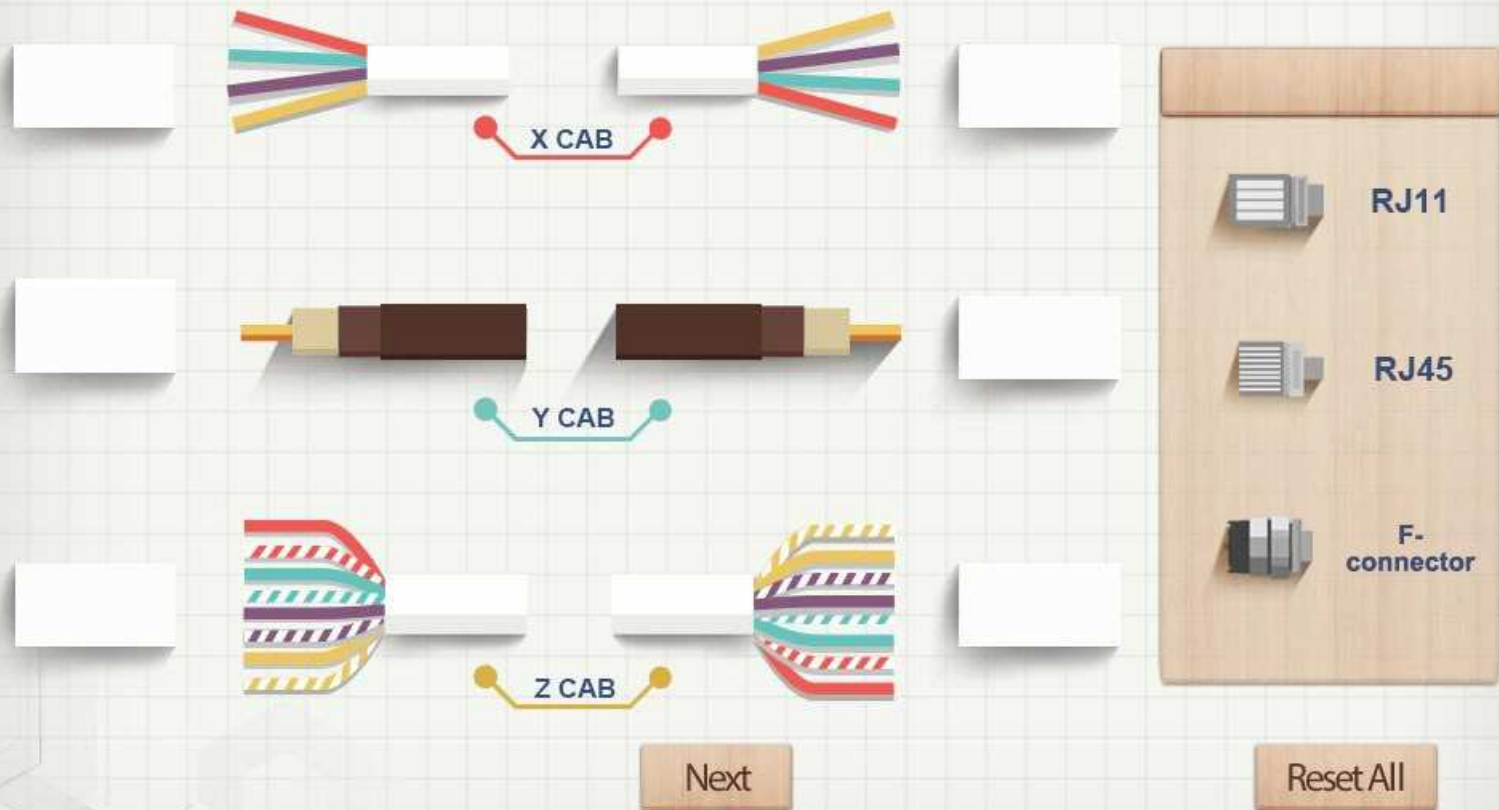 X CAB
RJ11
RJ45
Y CAB
F-
connector
Z CAB
Next
Reset All